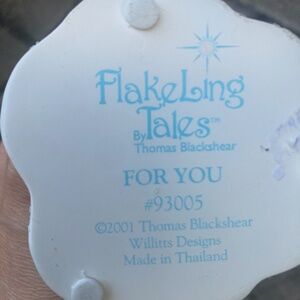 FlakeLing
By Tales™
Thomas Blackshear
FOR YOU
#93005
©2001 Thomas Blackshear
Willitts Designs
Made in Thailand